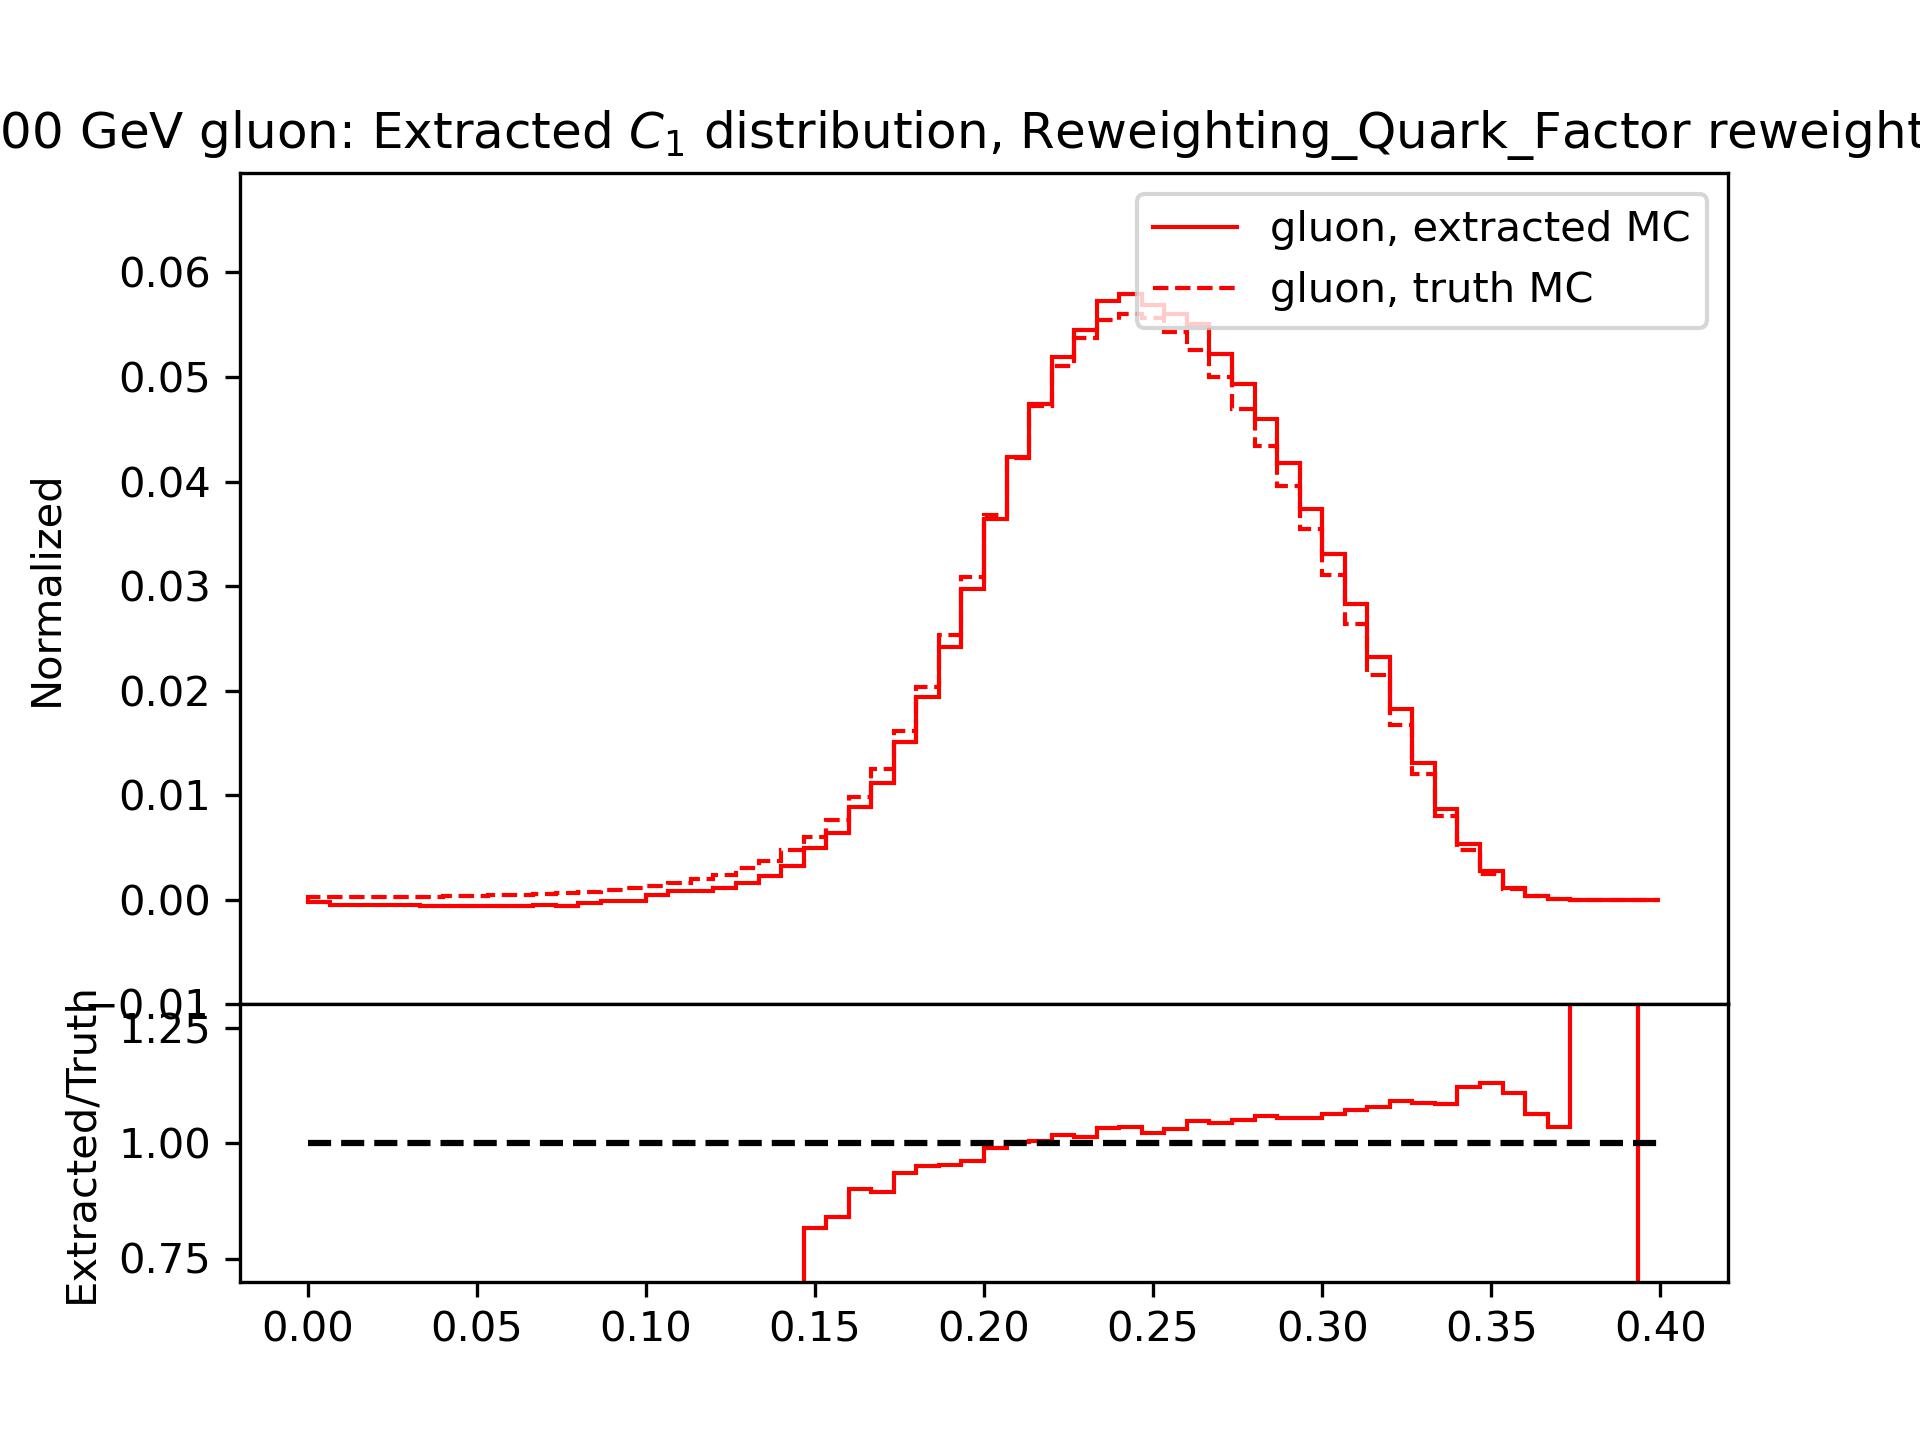 00 GeV gluon: Extracted C₁ distribution, Reweighting_Quark_Factor reweight
gluon, extracted MC
gluon, truth MC
Normalized
0.06
0.05
0.04
0.03
0.02
0.01
0.00
−0.01
Extracted/Truth
1.25
1.00
0.75
0.00 0.05 0.10 0.15 0.20 0.25 0.30 0.35 0.40